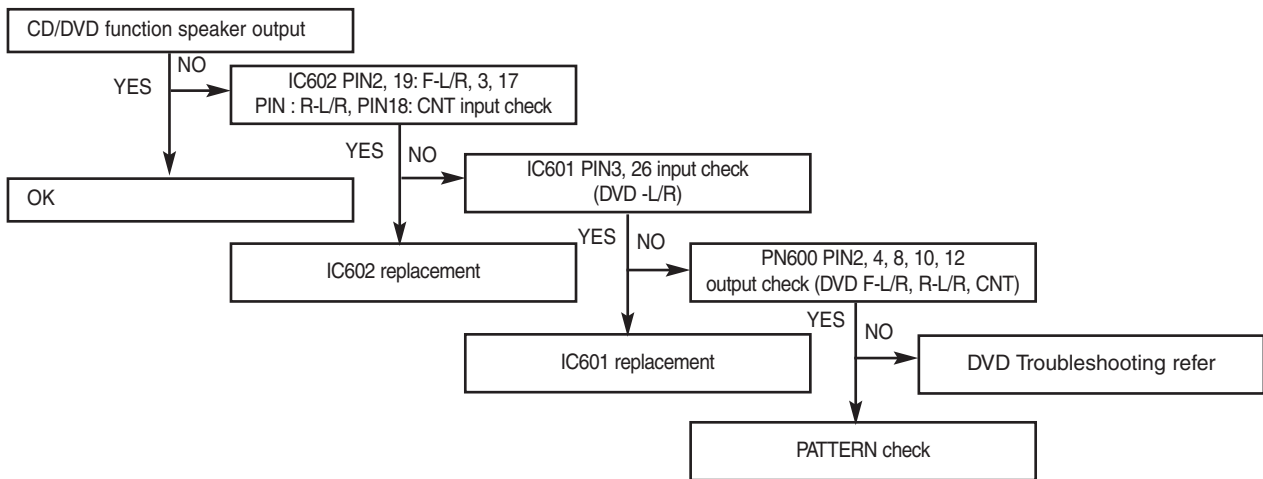 CD/DVD function speaker output
YES
NO
IC602 PIN2, 19: F-L/R, 3, 17
PIN : R-L/R, PIN18: CNT input check
OK
YES
NO
IC601 PIN3, 26 input check
(DVD -L/R)
IC602 replacement
YES
NO
PN600 PIN2, 4, 8, 10, 12
output check (DVD F-L/R, R-L/R, CNT)
IC601 replacement
YES
NO
DVD Troubleshooting refer
PATTERN check